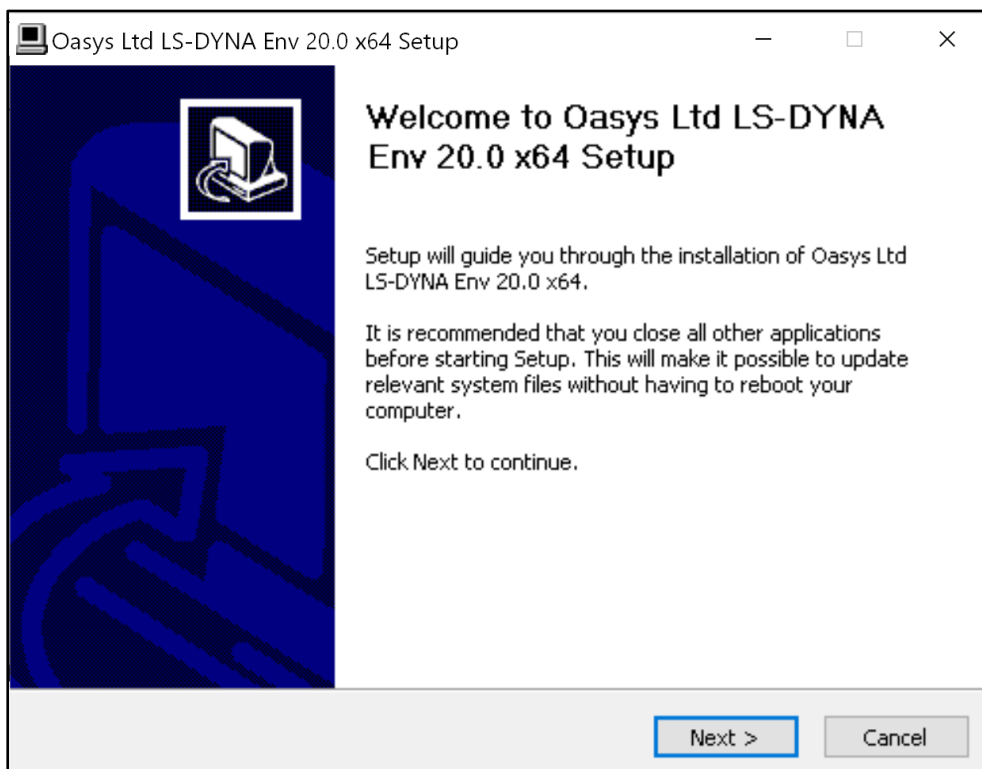 Oasys Ltd LS-DYNA Env 20.0 x64 Setup
Welcome to Oasys Ltd LS-DYNA
Env 20.0 x64 Setup
Setup will guide you through the installation of Oasys Ltd
LS-DYNA Env 20.0 x64.
It is recommended that you close all other applications
before starting Setup. This will make it possible to update
relevant system files without having to reboot your
computer.
Click Next to continue.
Next >
Cancel